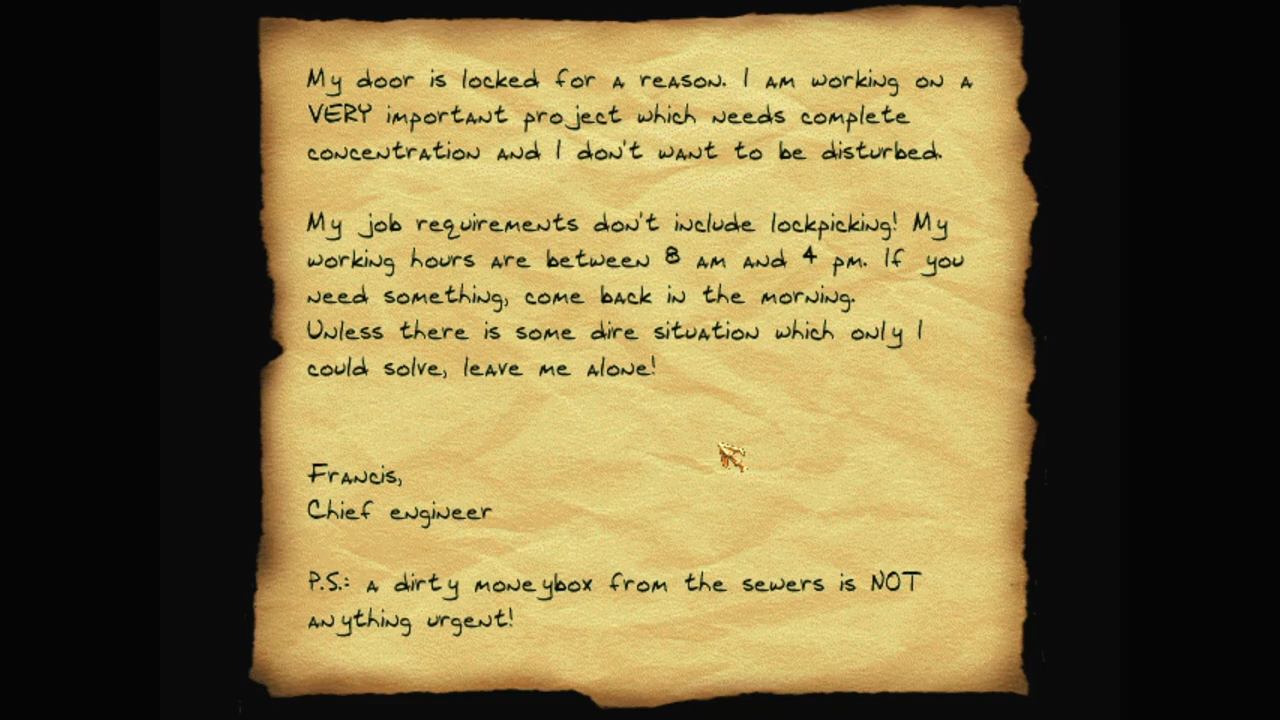 My door is locked for a reason. I am working on a
VERY important project which needs complete
concentration and I don't want to be disturbed.
My job requirements don't include lockpicking! My
working hours are between 8 am and 4 pm. If you
need something, come back in the morning.
Unless there is some dire situation which only I
could solve, leave me alone!
Francis,
Chief engineer
P.S.: a dirty moneybox from the sewers is NOT
anything urgent!